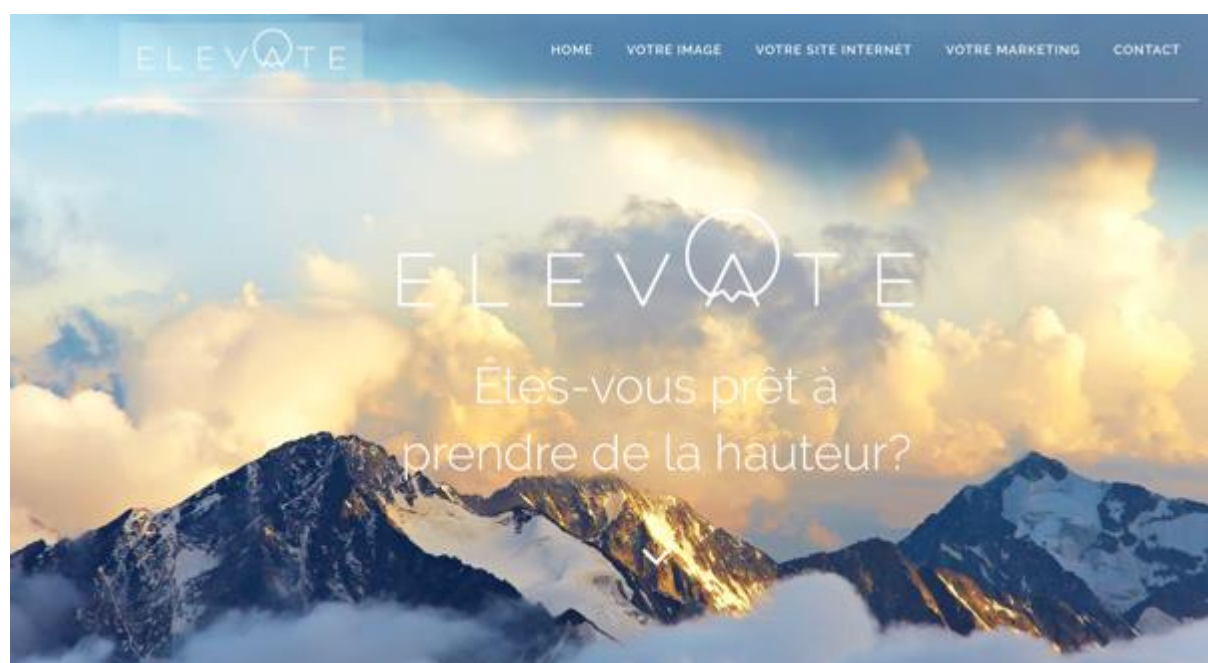 ELEVATE
HOME VOTRE IMAGE VOTRE SITE INTERNET VOTRE MARKETING CONTACT
ELEVATE
Êtes-vous prêt à
prendre de la hauteur?